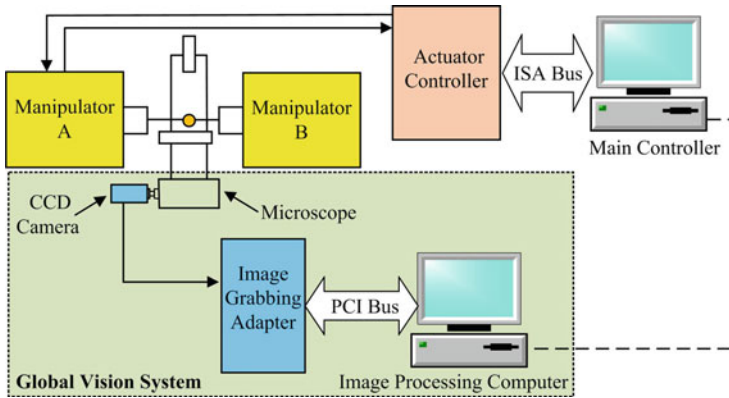 Actuator
Controller
ISA Bus
Manipulator
A
Manipulator
B
Main Controller
CCD
Camera
Microscope
Image
Grabbing
Adapter
PCI Bus
Global Vision System
Image Processing Computer